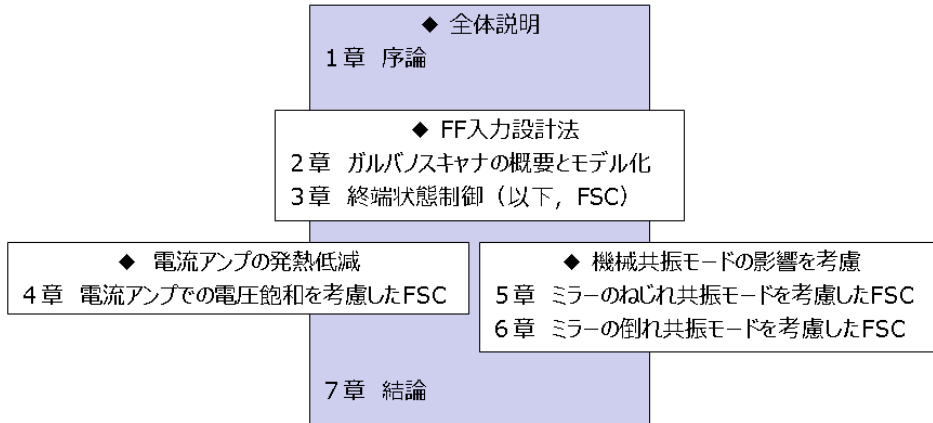 ◆ 全体説明
1章 序論
◆ FF入力設計法
2章 ガルバノスキャナの概要とモデル化
3章 終端状態制御（以下，FSC）
◆ 電流アンプの発熱低減
4章 電流アンプでの電圧飽和を考慮したFSC
◆ 機械共振モードの影響を考慮
5章 ミラーのねじれ共振モードを考慮したFSC
6章 ミラーの倒れ共振モードを考慮したFSC
7章 結論